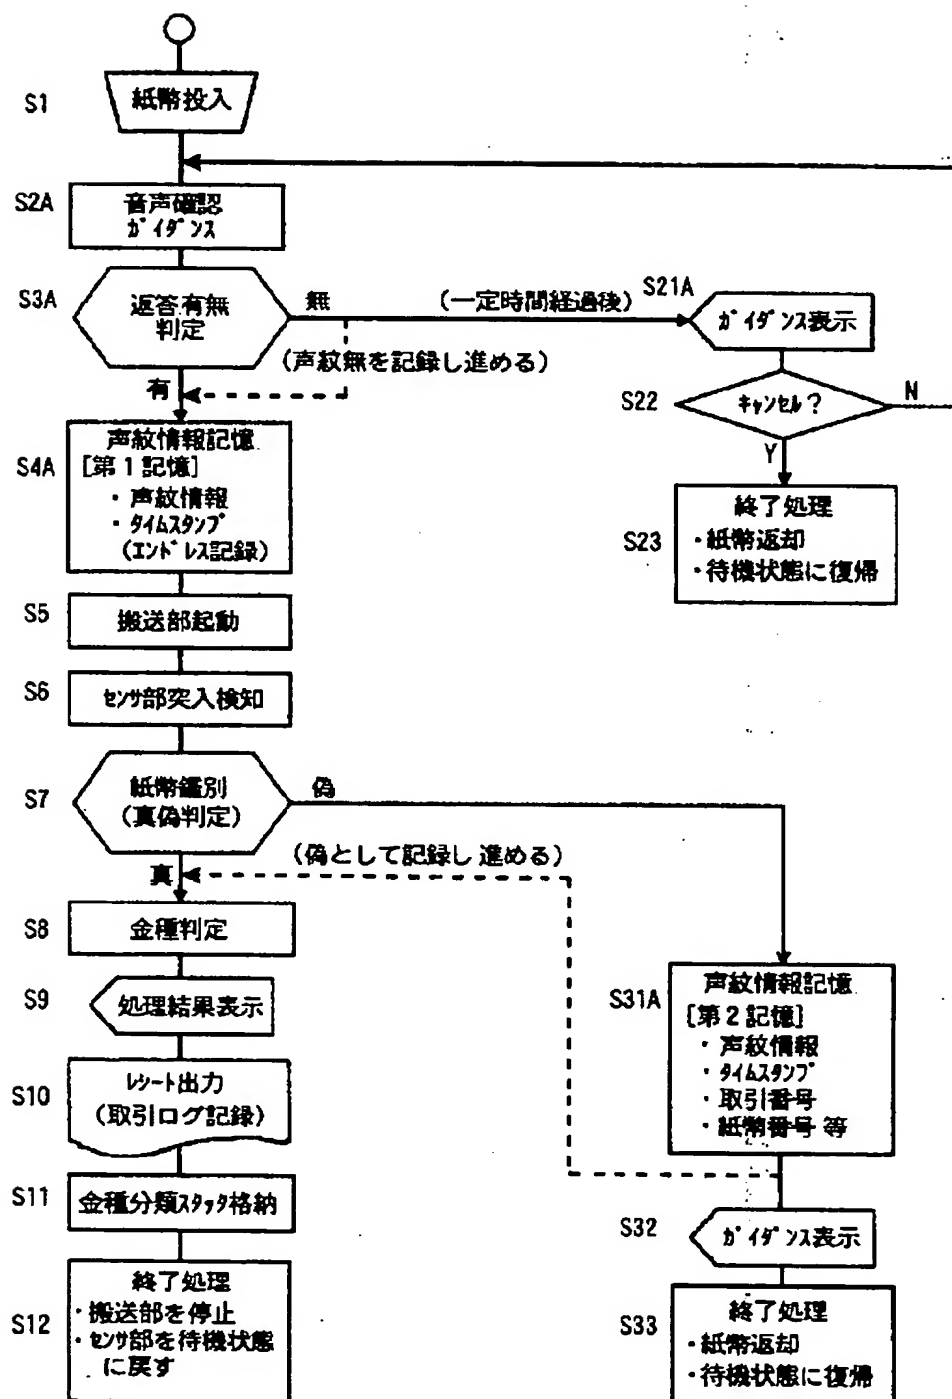 S1
紙幣投入
S2A
音声確認
ガイダンス
S3A
返答有無
判定
無
(一定時間経過後)
S21A
ガイダンス表示
(声紋無を記録し進める)
有
S22
キャンセル?
N
Y
S4A
声紋情報記憶
[第1記憶]
・声紋情報
・タイムスタンプ
(エンドレス記録)
S23
終了処理
・紙幣返却
・待機状態に復帰
S5
搬送部起動
S6
センサ部突入検知
S7
紙幣鑑別
(真偽判定)
偽
(偽として記録し進める)
真
S8
金種判定
S9
処理結果表示
S10
レシート出力
(取引ログ記録)
S31A
声紋情報記憶
[第2記憶]
・声紋情報
・タイムスタンプ
・取引番号
・紙幣番号 等
S11
金種分類スタック格納
S32
ガイダンス表示
S12
終了処理
・搬送部を停止
・センサ部を待機状態
に戻す
S33
終了処理
・紙幣返却
・待機状態に復帰